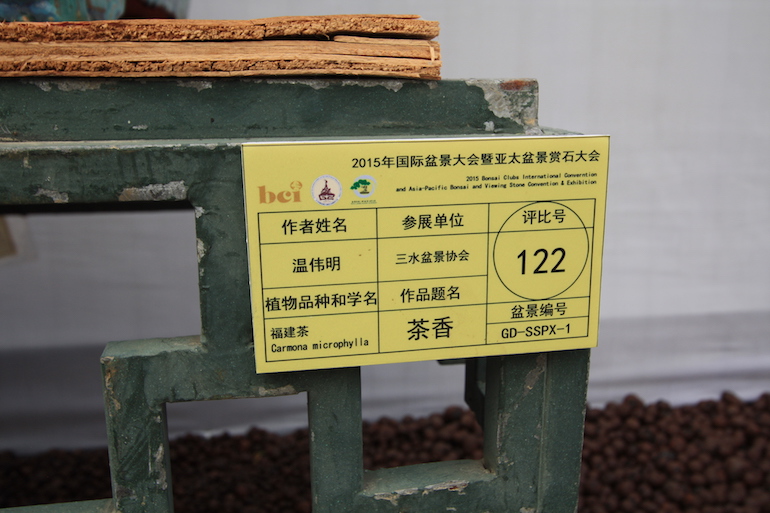 2015年国际盆景大会暨亚太盆景赏石大会
2015 Bonsai Clubs International Converntion
and Asia-Pacific Bonsai and Viewing Stone Convention & Exhibition
bci
作者姓名 参展单位 评比号
温伟明 三水盆景协会 122
植物品种和学名 作品题名 盆景编号
福建茶 茶香 GD-SSPX-1
Carmona microphylla